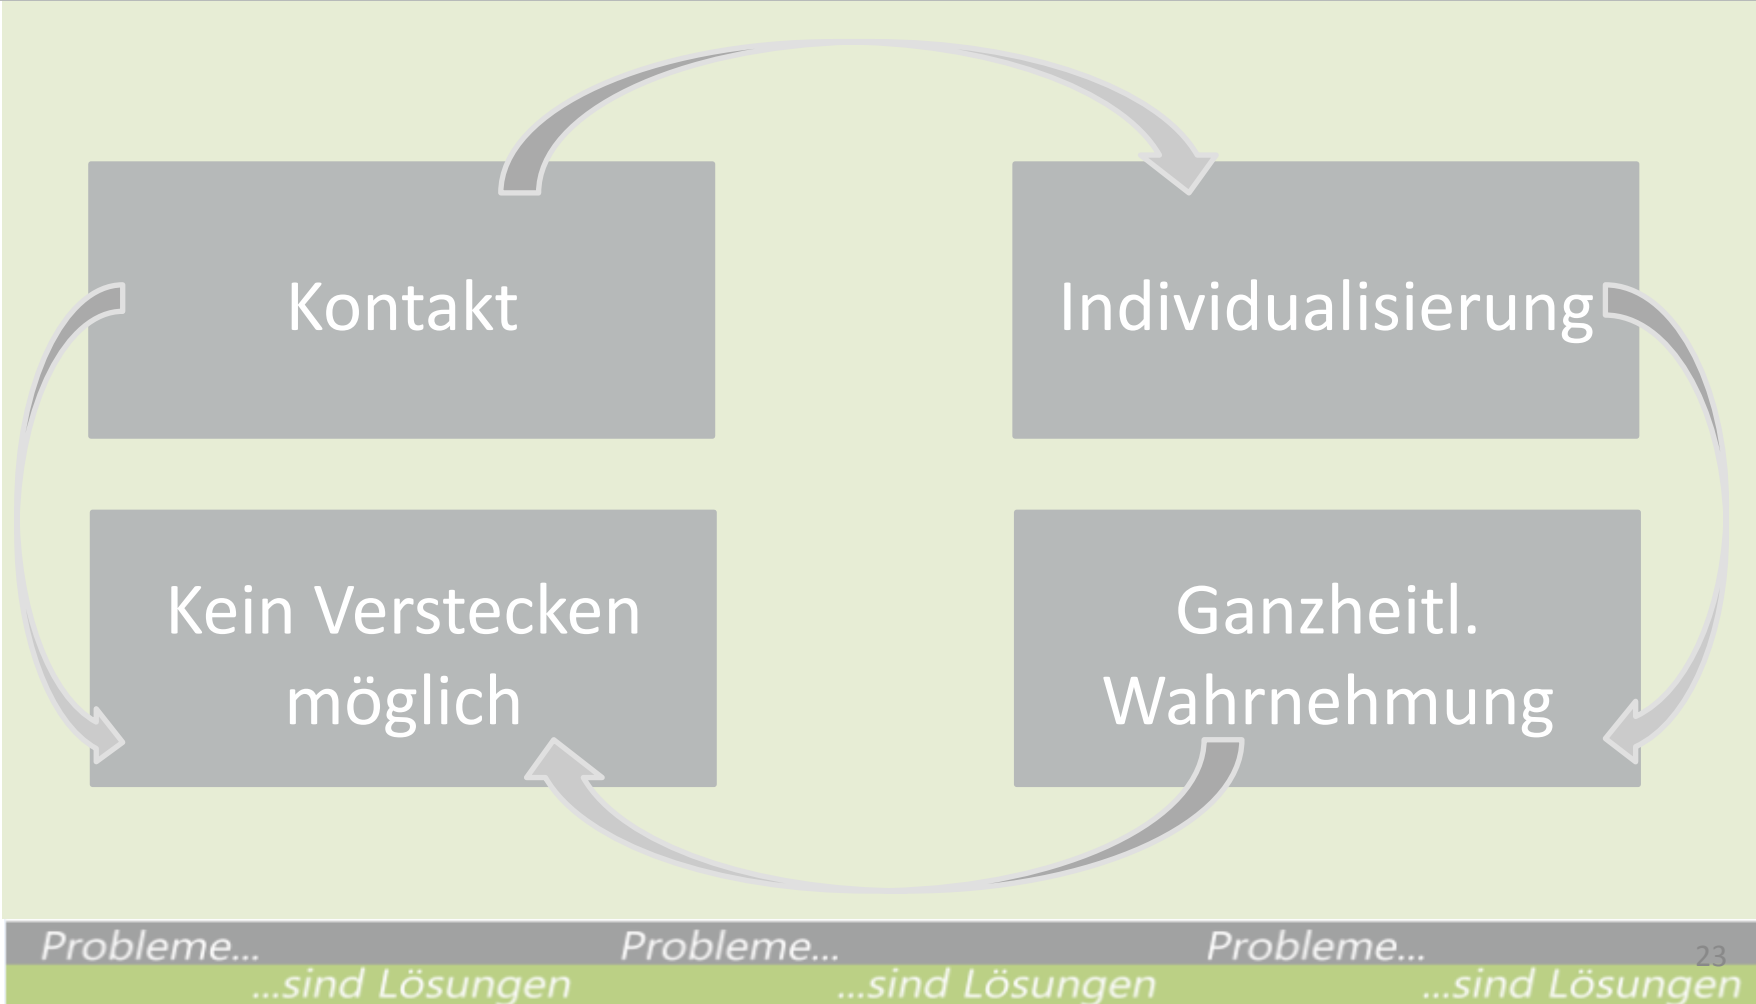 Kontakt
Individualisierung
Kein Verstecken
möglich
Ganzheitl.
Wahrnehmung
Probleme... Probleme... Probleme...
23
...sind Lösungen ...sind Lösungen ...sind Lösungen